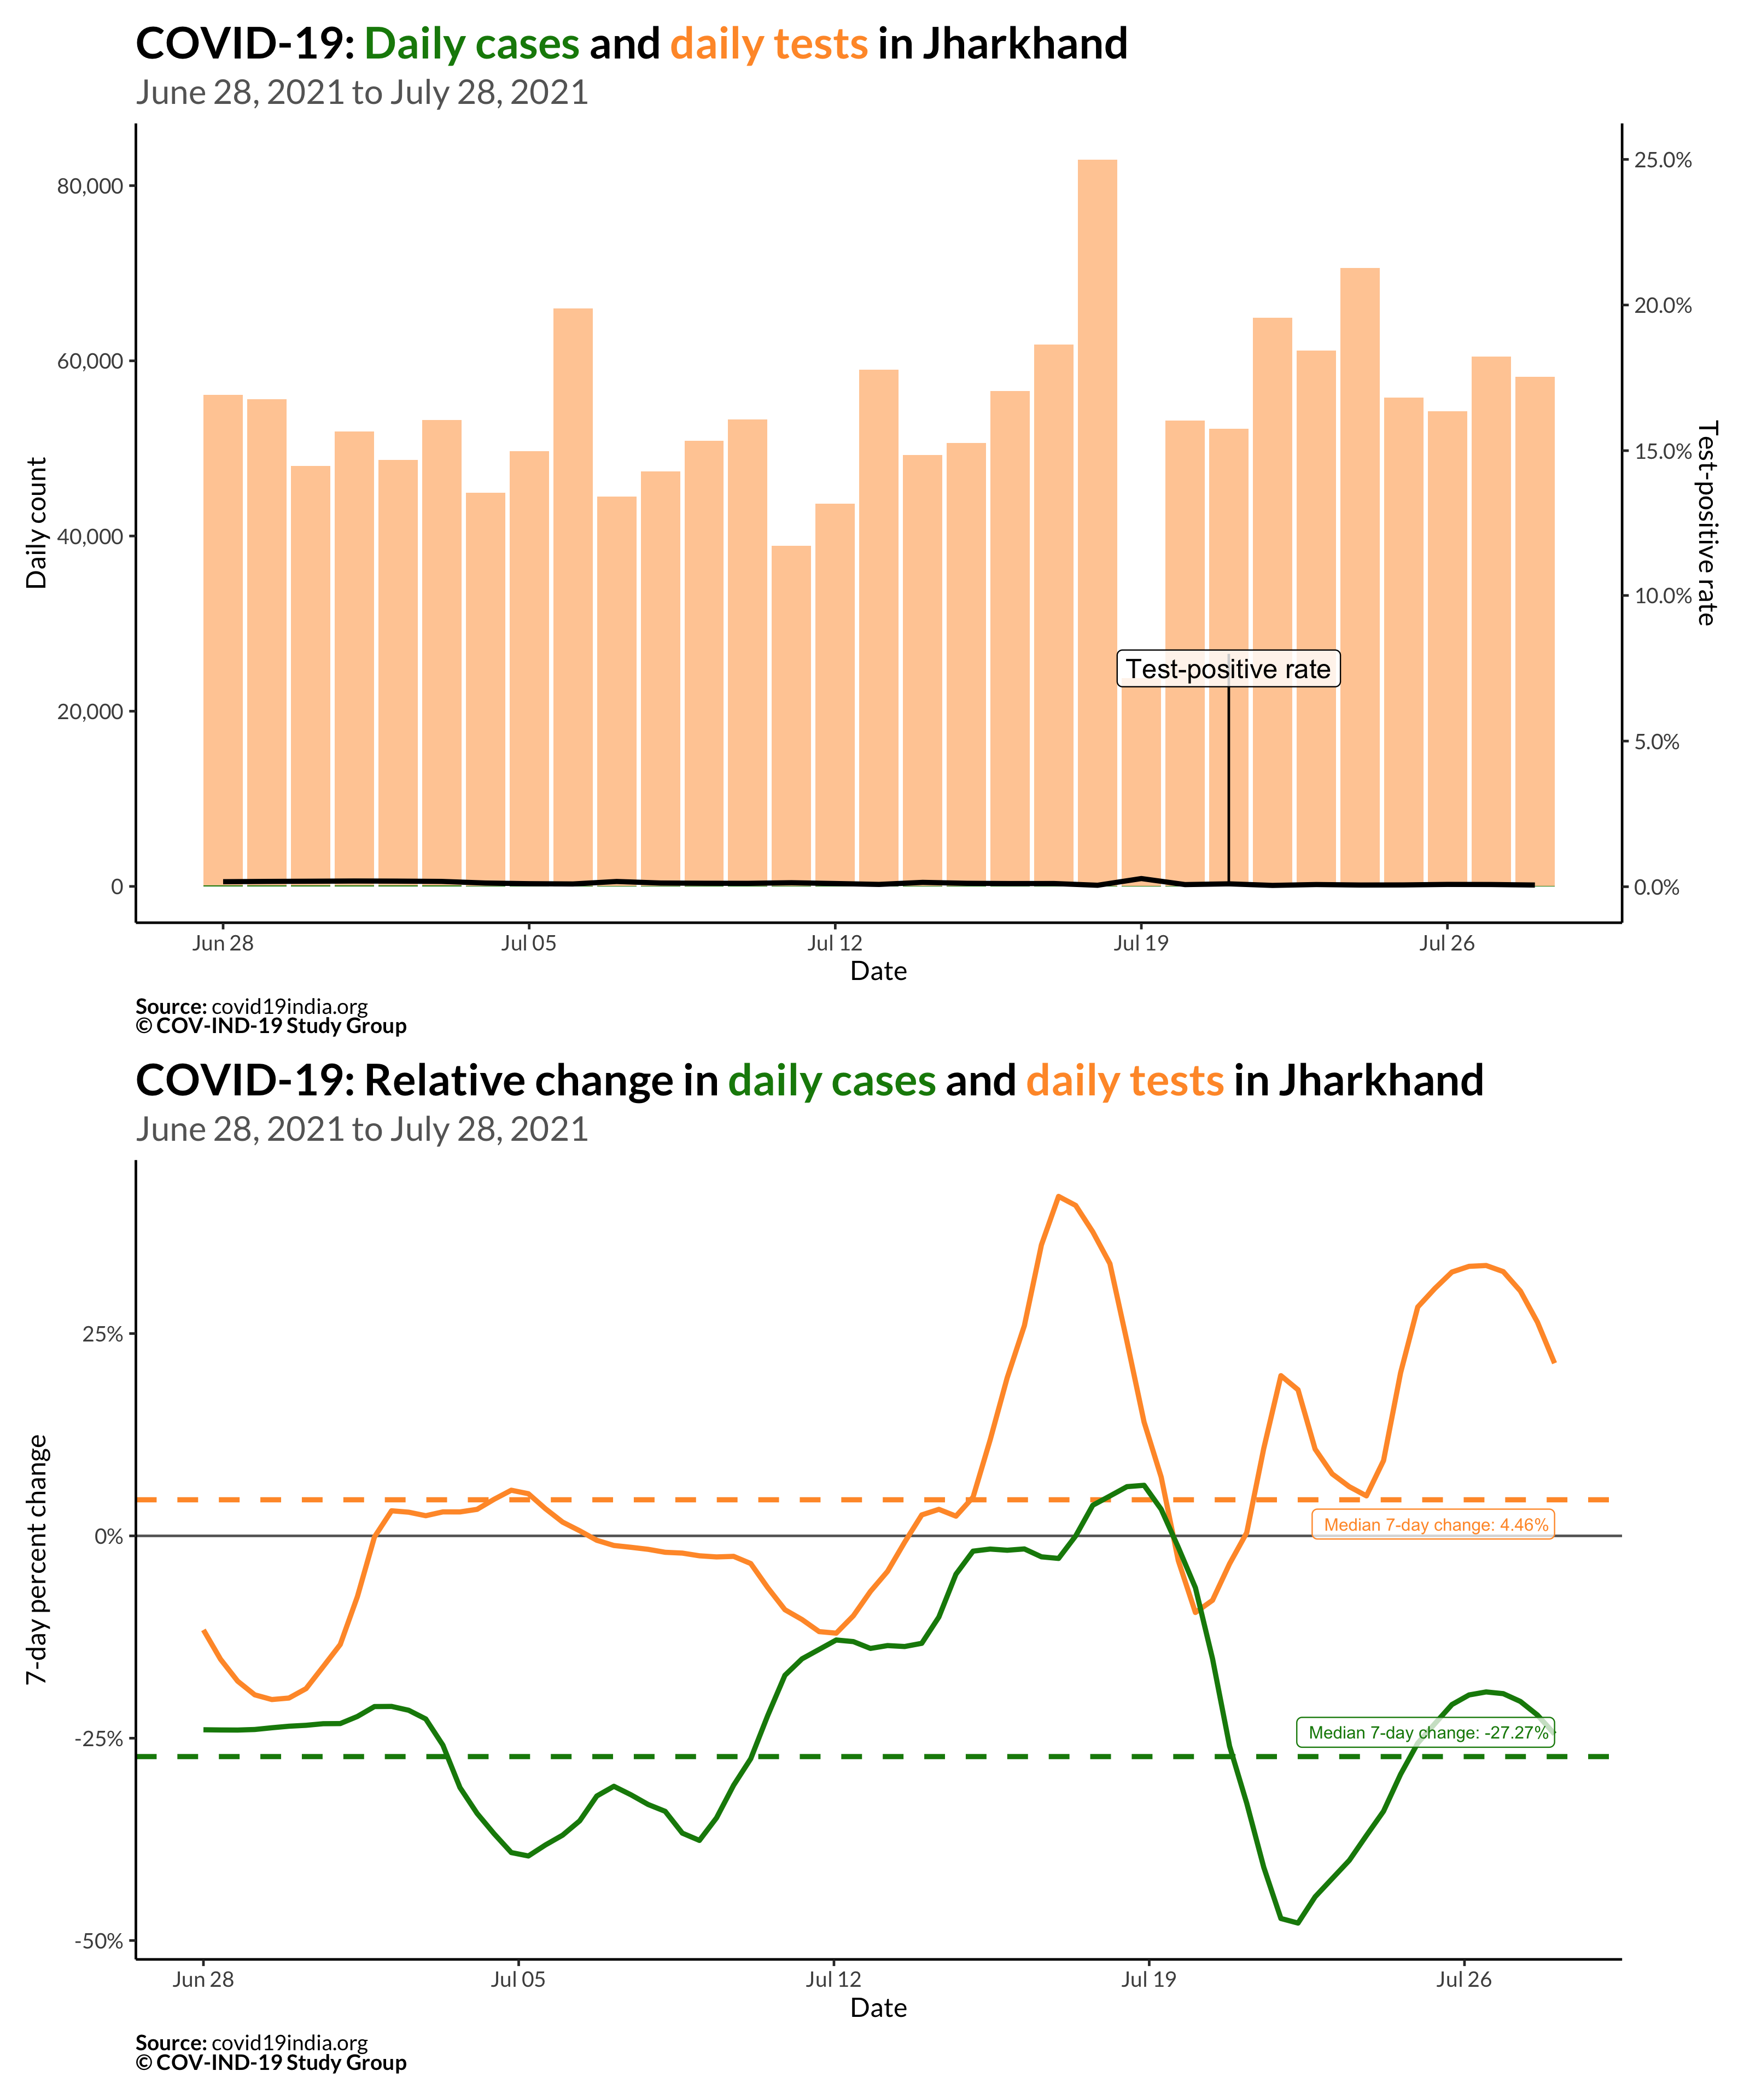 COVID-19: Daily cases and daily tests in Jharkhand
June 28, 2021 to July 28, 2021
Daily count
80,000
60,000
40,000
20,000
0
25.0%
20.0%
15.0%
10.0%
5.0%
0.0%
Test-positive rate
Test-positive rate
Jun 28
Jul 05
Jul 12
Jul 19
Jul 26
Date
Source: covid19india.org
© COV-IND-19 Study Group
COVID-19: Relative change in daily cases and daily tests in Jharkhand
June 28, 2021 to July 28, 2021
7-day percent change
25%
0%
-25%
-50%
Median 7-day change: 4.46%
Median 7-day change: -27.27%
Jun 28
Jul 05
Jul 12
Jul 19
Jul 26
Date
Source: covid19india.org
© COV-IND-19 Study Group